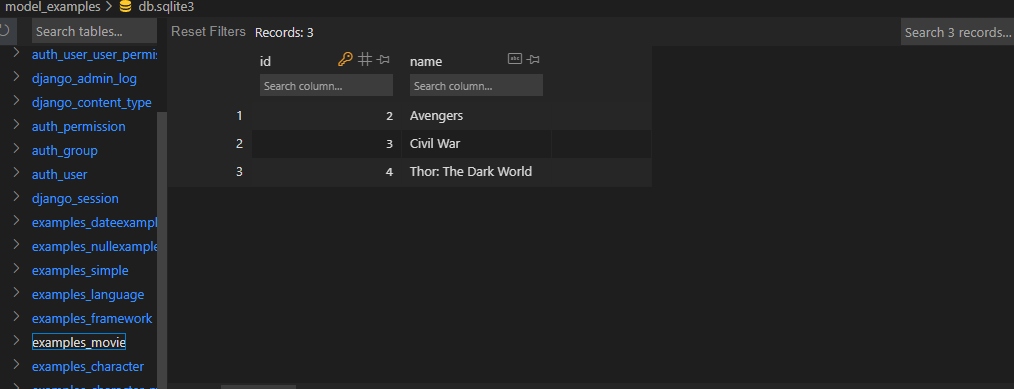 model_examples > db.sqlite3
Search tables... Reset Filters Records: 3 Search 3 records...
auth_user_user_permis
django_admin_log
django_content_type
auth_permission
auth_group
auth_user
django_session
examples_dateexampl
examples_nullexample
examples_simple
examples_language
examples_framework
examples_movie
examples_character
id name
Search column... Search column...
1 2 Avengers
2 3 Civil War
3 4 Thor: The Dark World